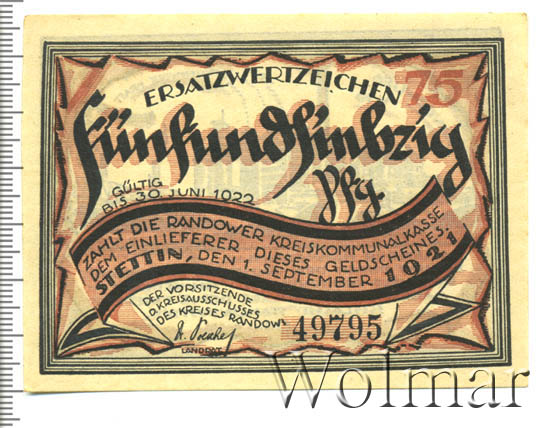 ERSATZWERTZEICHEN
75
Fünfundsiebzig
Pfg.
GÜLTIG
BIS 30. JUNI 1922
ZAHLT DIE RANDOWER KREISKOMMUNALKASSE
DEM EINLIEFERER DIESES GELDSCHEINES.
STETTIN, DEN 1. SEPTEMBER 1921
DER VORSITZENDE
D. KREISAUSSCHUSSES
DES KREISES RANDOW
LANDRAT
49795
Wolmar